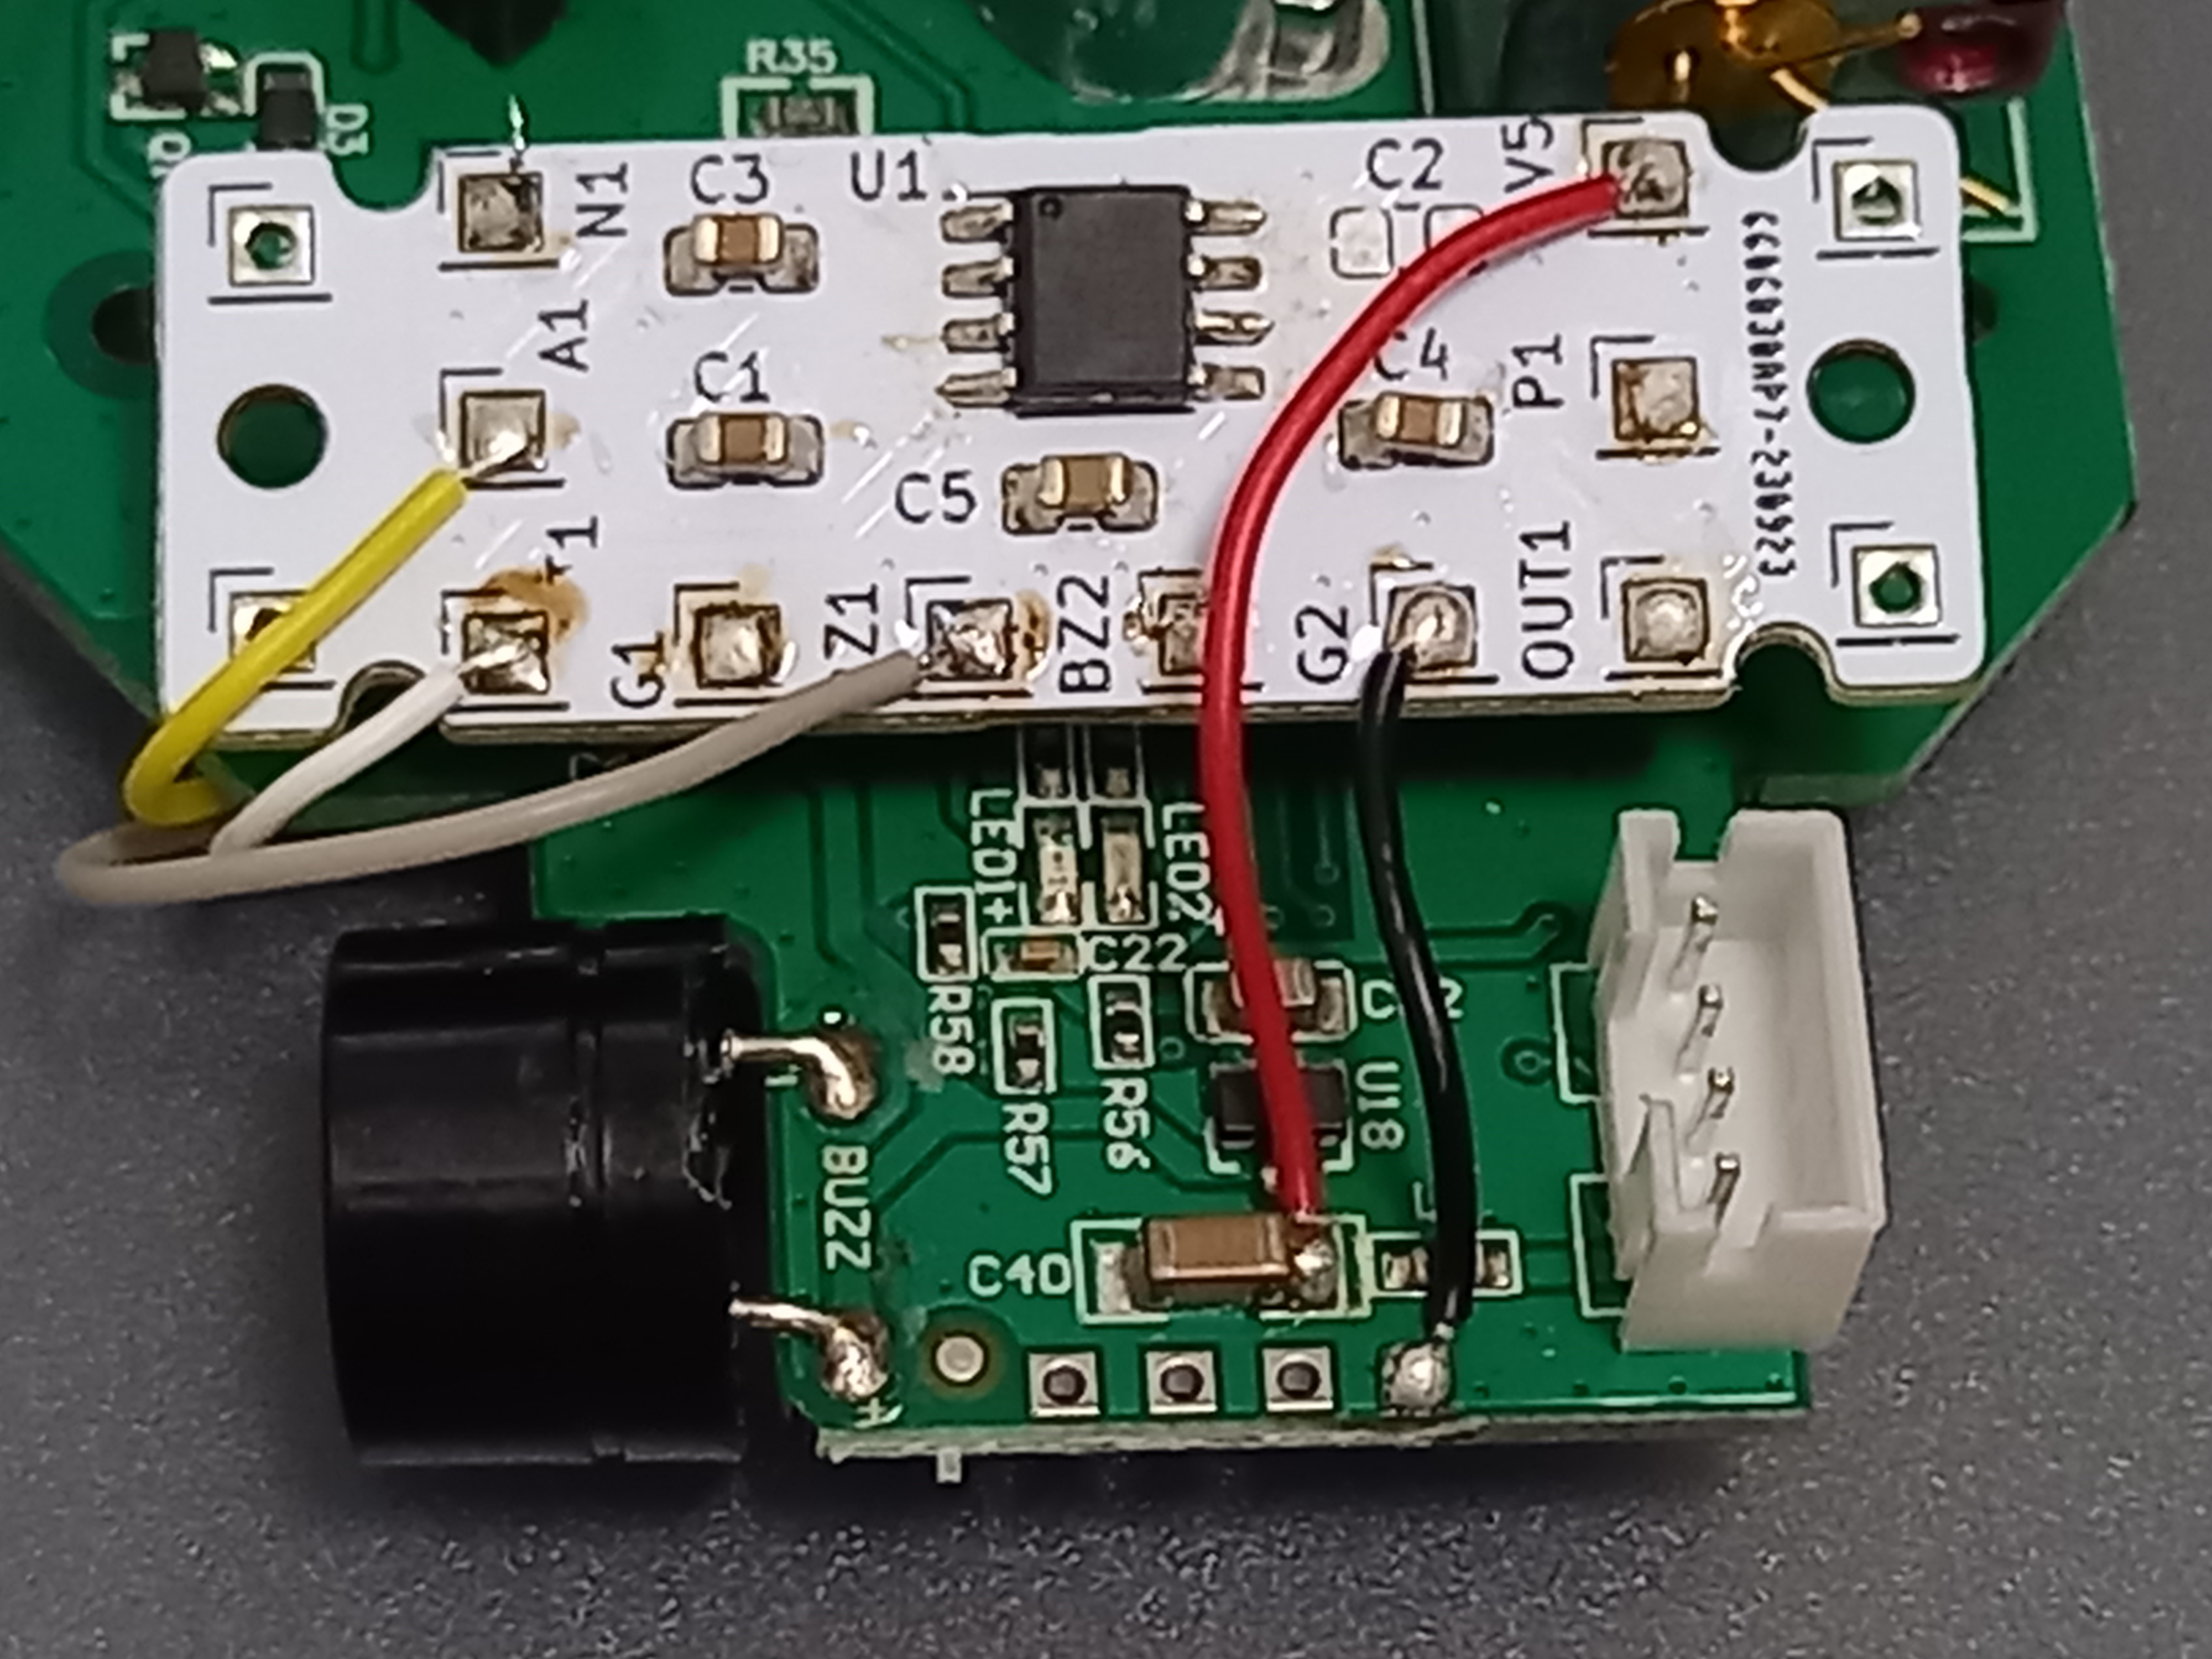 R35
D3
N1
C3
U1
C2
V5
A1
C1
C4
P1
C5
T1
G1
Z1
BZ2
G2
OUT1
LED1+
LED2+
C22
R58
R57
R56
U18
BUZZ
C40
+